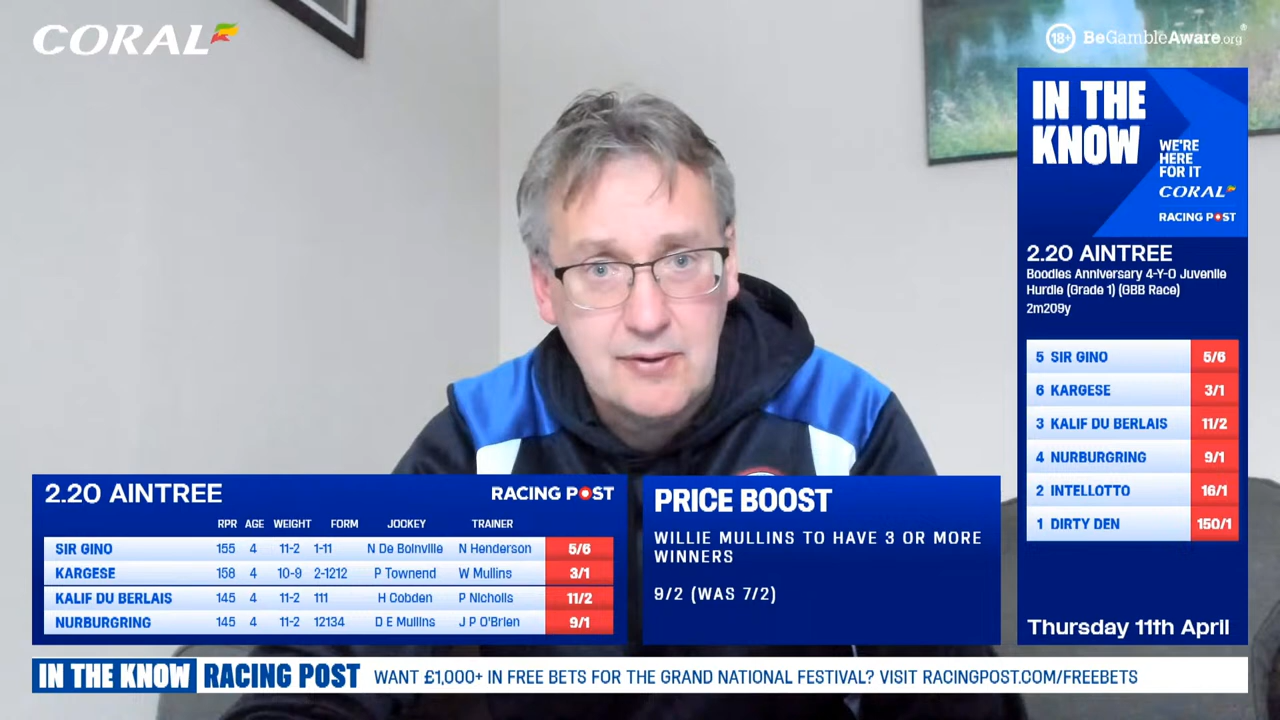 CORAL
18+ BeGambleAware.org
IN THE
KNOW
WE'RE
HERE
FOR IT
CORAL
RACING POST
2.20 AINTREE
Boodles Anniversary 4-Y-O Juvenile
Hurdle (Grade 1) (GBB Race)
2m209y
5 SIR GINO 5/6
6 KARGESE 3/1
3 KALIF DU BERLAIS 11/2
4 NURBURGRING 9/1
2 INTELLOTTO 16/1
1 DIRTY DEN 150/1
Thursday 11th April
2.20 AINTREE RACING POST
RPR AGE WEIGHT FORM JOCKEY TRAINER
SIR GINO 155 4 11-2 1-11 N De Boinville N Henderson 5/6
KARGESE 158 4 10-9 2-1212 P Townend W Mullins 3/1
KALIF DU BERLAIS 145 4 11-2 111 H Cobden P Nicholls 11/2
NURBURGRING 145 4 11-2 12134 D E Mullins J P O'Brien 9/1
PRICE BOOST
WILLIE MULLINS TO HAVE 3 OR MORE
WINNERS
9/2 (WAS 7/2)
IN THE KNOW RACING POST WANT £1,000+ IN FREE BETS FOR THE GRAND NATIONAL FESTIVAL? VISIT RACINGPOST.COM/FREEBETS